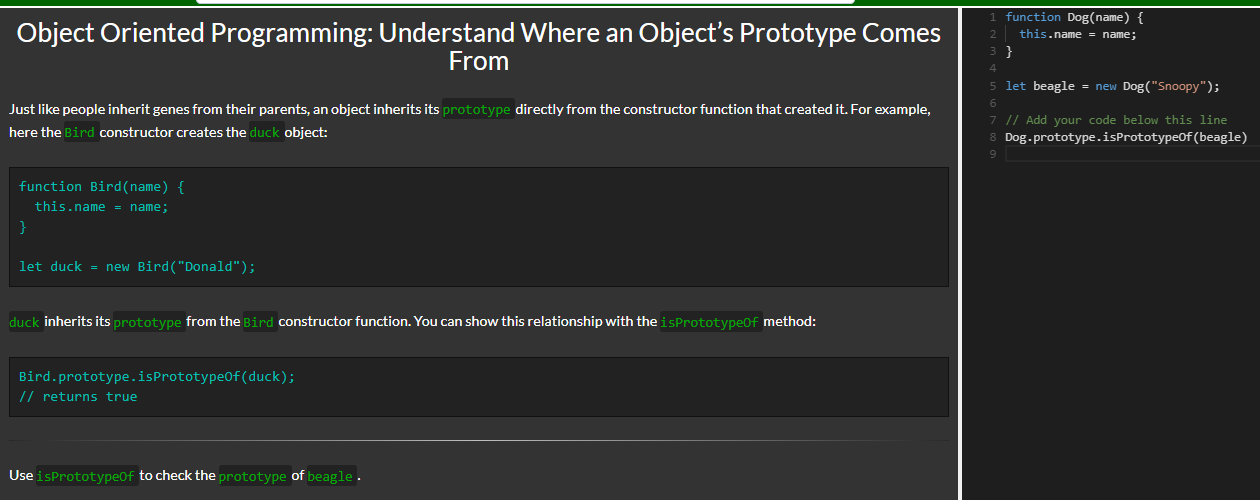 Object Oriented Programming: Understand Where an Object’s Prototype Comes
From
Just like people inherit genes from their parents, an object inherits its prototype directly from the constructor function that created it. For example,
here the Bird constructor creates the duck object:
function Bird(name) {
  this.name = name;
}
let duck = new Bird("Donald");
duck inherits its prototype from the Bird constructor function. You can show this relationship with the isPrototypeOf method:
Bird.prototype.isPrototypeOf(duck);
// returns true
Use isPrototypeOf to check the prototype of beagle .
1 function Dog(name) {
2   this.name = name;
3 }
4
5 let beagle = new Dog("Snoopy");
6
7 // Add your code below this line
8 Dog.prototype.isPrototypeOf(beagle)
9